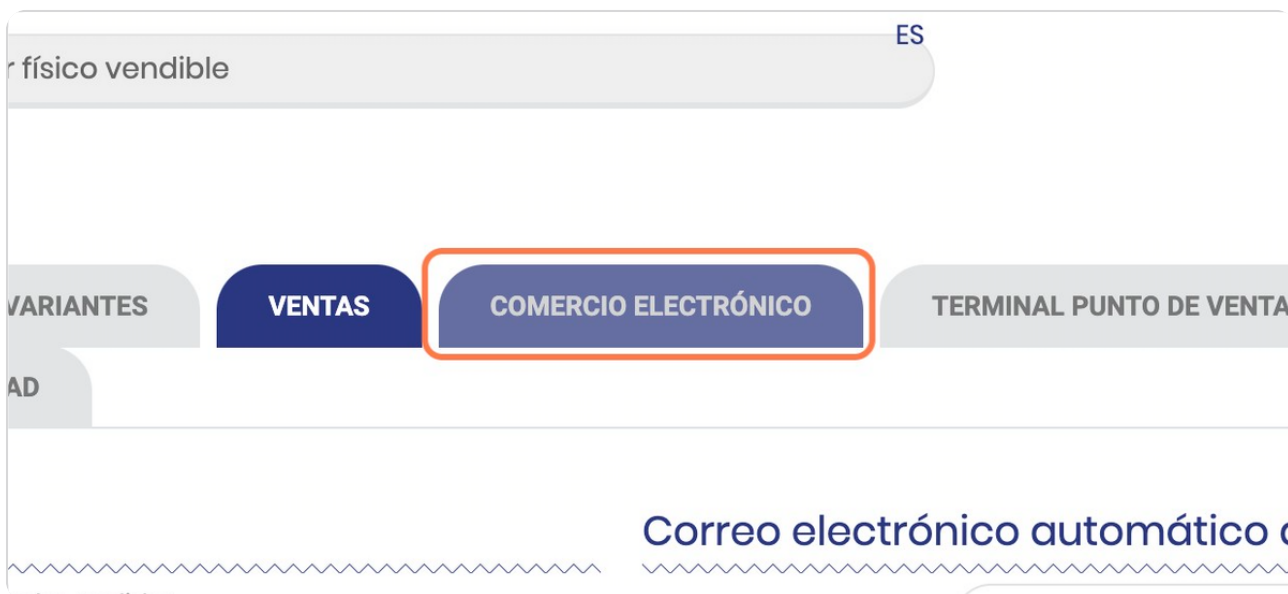 ES
físico vendible
VARIANTES VENTAS COMERCIO ELECTRÓNICO TERMINAL PUNTO DE VENTA
AD
Correo electrónico automático